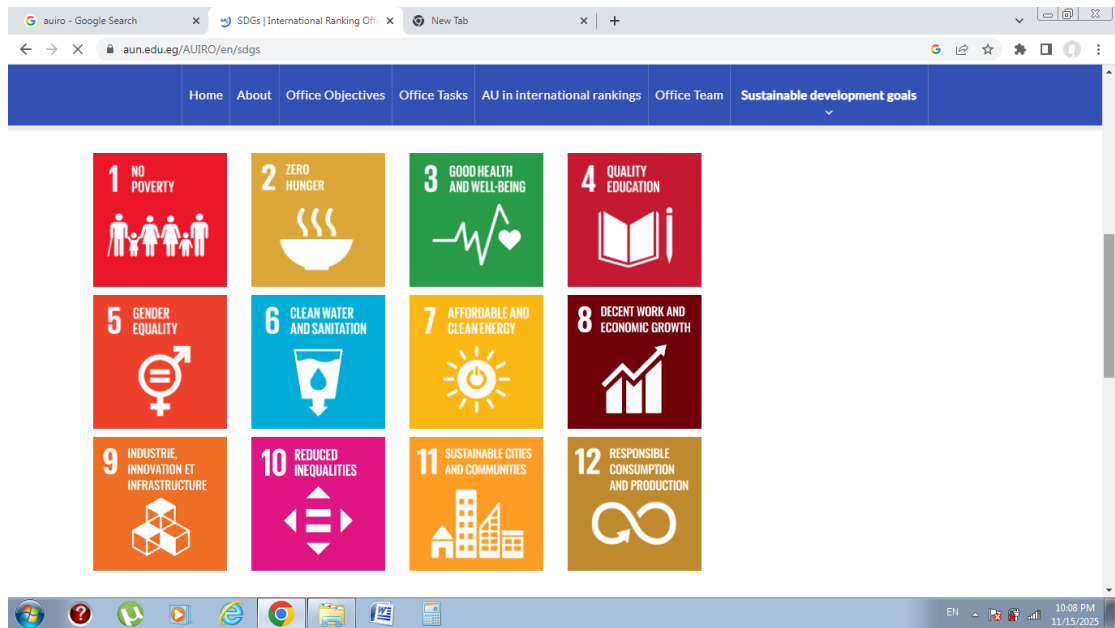 auiro - Google Search
SDGs | International Ranking Offi
New Tab
aun.edu.eg/AUIRO/en/sdgs
Home
About
Office Objectives
Office Tasks
AU in international rankings
Office Team
Sustainable development goals
1 NO
POVERTY
2 ZERO
HUNGER
3 GOOD HEALTH
AND WELL-BEING
4 QUALITY
EDUCATION
5 GENDER
EQUALITY
6 CLEAN WATER
AND SANITATION
7 AFFORDABLE AND
CLEAN ENERGY
8 DECENT WORK AND
ECONOMIC GROWTH
9 INDUSTRIE,
INNOVATION ET
INFRASTRUCTURE
10 REDUCED
INEQUALITIES
11 SUSTAINABLE CITIES
AND COMMUNITIES
12 RESPONSIBLE
CONSUMPTION
AND PRODUCTION
EN
10:08 PM
11/15/2025